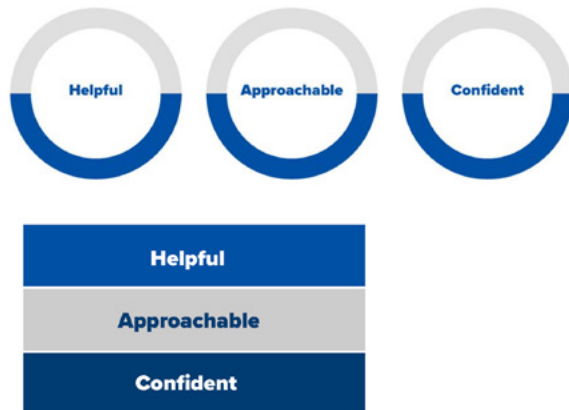 Helpful
Approachable
Confident
Helpful
Approachable
Confident